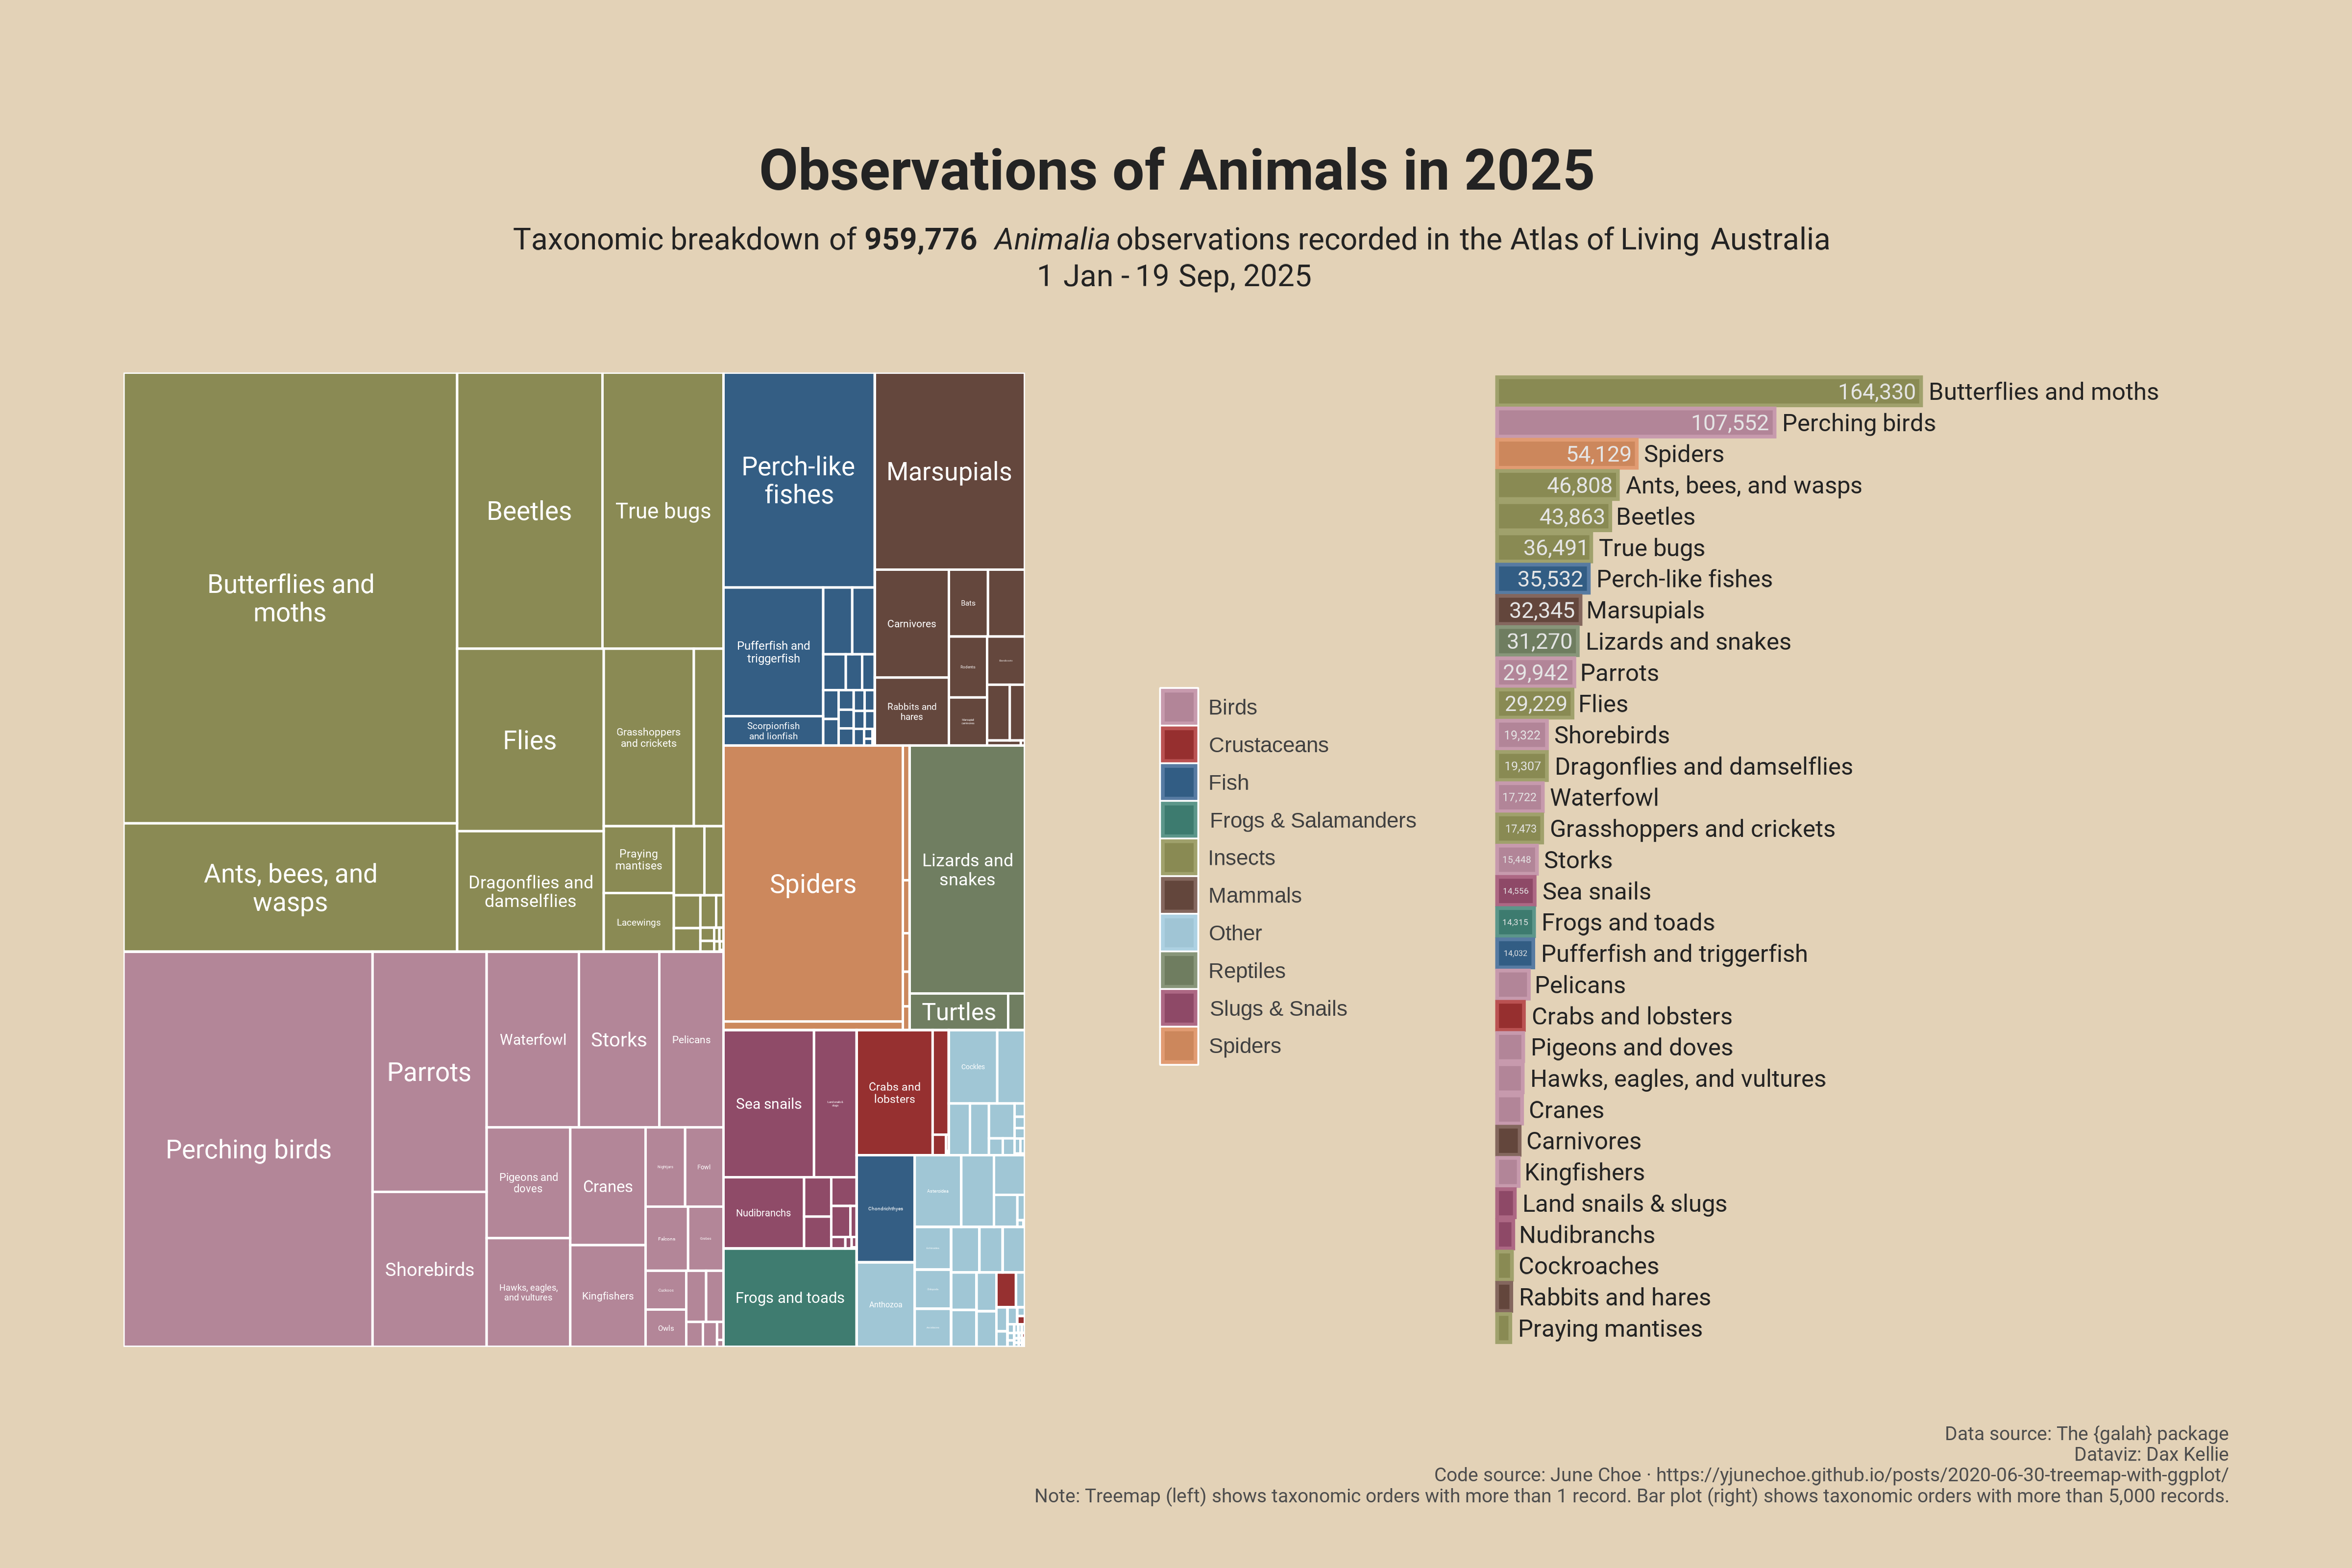 Observations of Animals in 2025
Taxonomic breakdown of 959,776 Animalia observations recorded in the Atlas of Living Australia
1 Jan - 19 Sep, 2025
Butterflies and
moths
Beetles
True bugs
Flies
Grasshoppers
and crickets
Ants, bees, and
wasps
Dragonflies and
damselflies
Praying
mantises
Lacewings
Perching birds
Parrots
Shorebirds
Waterfowl
Storks
Pelicans
Pigeons and
doves
Cranes
Fowl
Hawks, eagles,
and vultures
Kingfishers
Owls
Perch-like
fishes
Marsupials
Pufferfish and
triggerfish
Scorpionfish
and lionfish
Carnivores
Bats
Rabbits and
hares
Spiders
Lizards and
snakes
Turtles
Sea snails
Nudibranchs
Frogs and toads
Crabs and
lobsters
Cockles
Chondrichthyes
Anthozoa
Birds
Crustaceans
Fish
Frogs & Salamanders
Insects
Mammals
Other
Reptiles
Slugs & Snails
Spiders
164,330 Butterflies and moths
107,552 Perching birds
54,129 Spiders
46,808 Ants, bees, and wasps
43,863 Beetles
36,491 True bugs
35,532 Perch-like fishes
32,345 Marsupials
31,270 Lizards and snakes
29,942 Parrots
29,229 Flies
19,322 Shorebirds
19,307 Dragonflies and damselflies
17,722 Waterfowl
17,473 Grasshoppers and crickets
15,448 Storks
14,556 Sea snails
14,315 Frogs and toads
14,032 Pufferfish and triggerfish
Pelicans
Crabs and lobsters
Pigeons and doves
Hawks, eagles, and vultures
Cranes
Carnivores
Kingfishers
Land snails & slugs
Nudibranchs
Cockroaches
Rabbits and hares
Praying mantises
Data source: The {galah} package
Dataviz: Dax Kellie
Code source: June Choe · https://yjunechoe.github.io/posts/2020-06-30-treemap-with-ggplot/
Note: Treemap (left) shows taxonomic orders with more than 1 record. Bar plot (right) shows taxonomic orders with more than 5,000 records.